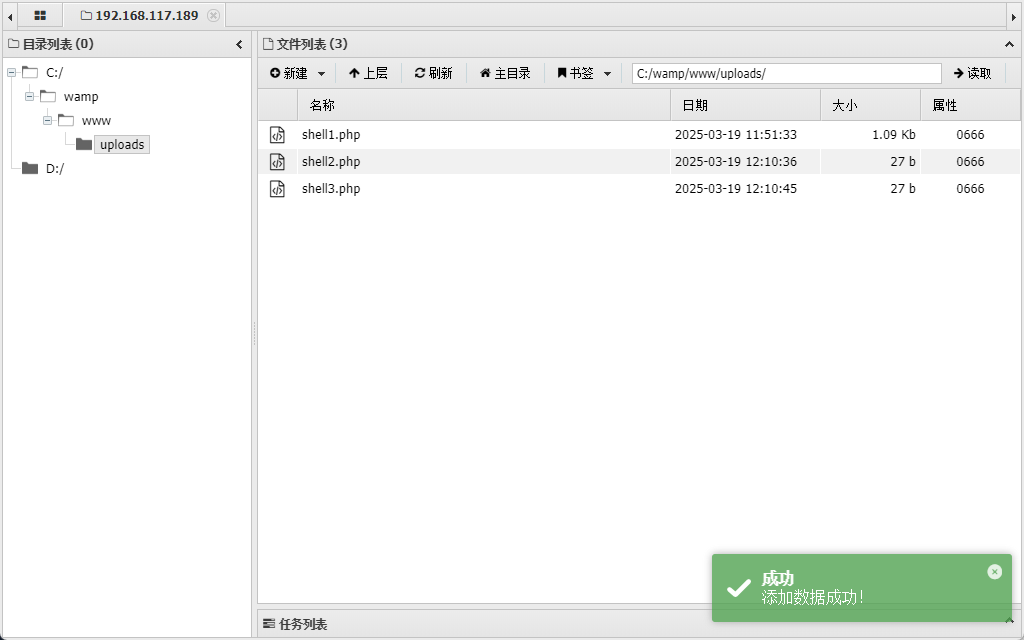 192.168.117.189
目录列表 (0)
文件列表 (3)
新建 上层 刷新 主目录 书签 C:/wamp/www/uploads/ 读取
C:/
wamp
www
uploads
D:/
名称 日期 大小 属性
shell1.php 2025-03-19 11:51:33 1.09 Kb 0666
shell2.php 2025-03-19 12:10:36 27 b 0666
shell3.php 2025-03-19 12:10:45 27 b 0666
成功
添加数据成功！
任务列表